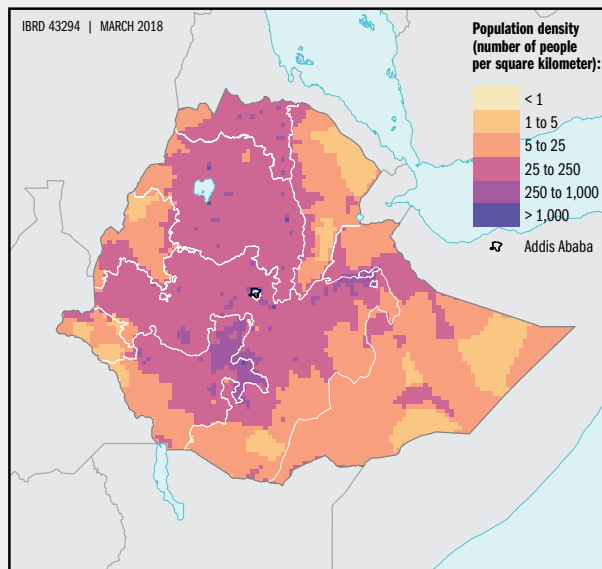 IBRD 43294 | MARCH 2018
Population density
(number of people
per square kilometer):
< 1
1 to 5
5 to 25
25 to 250
250 to 1,000
> 1,000
Addis Ababa